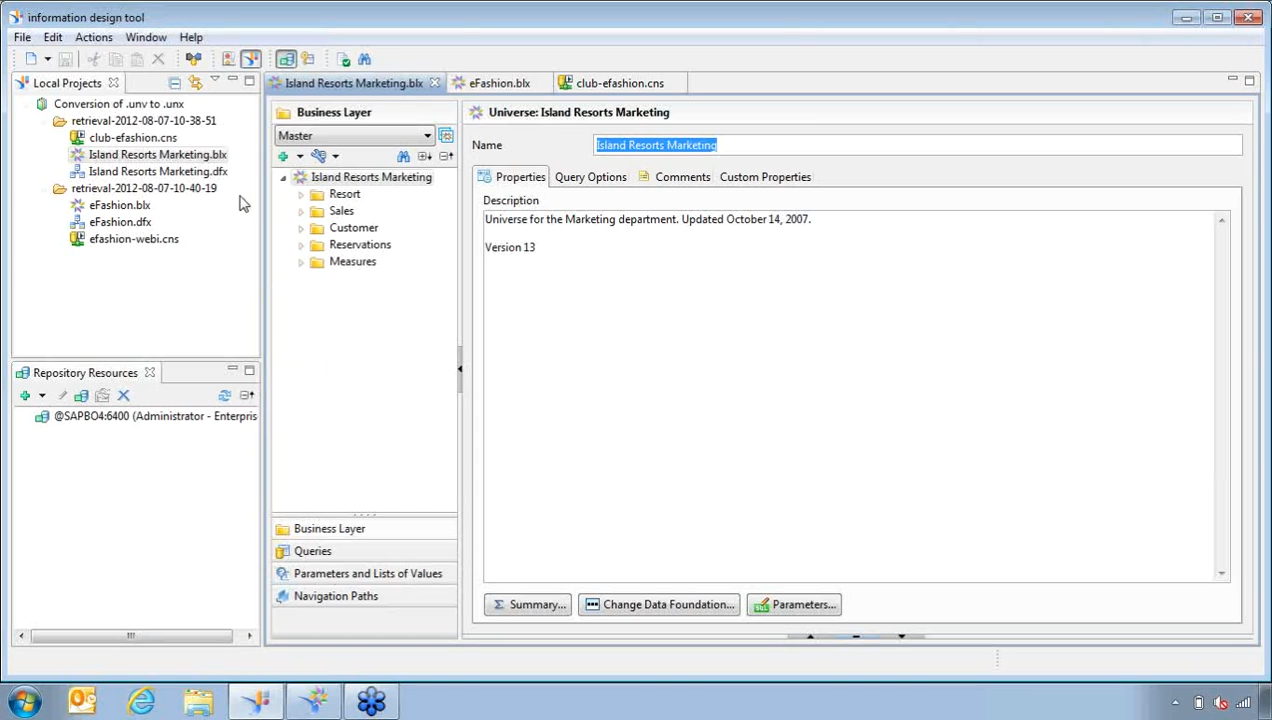 information design tool
File Edit Actions Window Help
Local Projects
Conversion of .unv to .unx
retrieval-2012-08-07-10-38-51
club-efashion.cns
Island Resorts Marketing.blx
Island Resorts Marketing.dfx
retrieval-2012-08-07-10-40-19
eFashion.blx
eFashion.dfx
efashion-webi.cns
Repository Resources
@SAPBO4:6400 (Administrator - Enterpris
Island Resorts Marketing.blx eFashion.blx club-efashion.cns
Business Layer
Master
Island Resorts Marketing
Resort
Sales
Customer
Reservations
Measures
Business Layer
Queries
Parameters and Lists of Values
Navigation Paths
Universe: Island Resorts Marketing
Name Island Resorts Marketing
Properties Query Options Comments Custom Properties
Description
Universe for the Marketing department. Updated October 14, 2007.
Version 13
Σ Summary... Change Data Foundation... SQL Parameters...